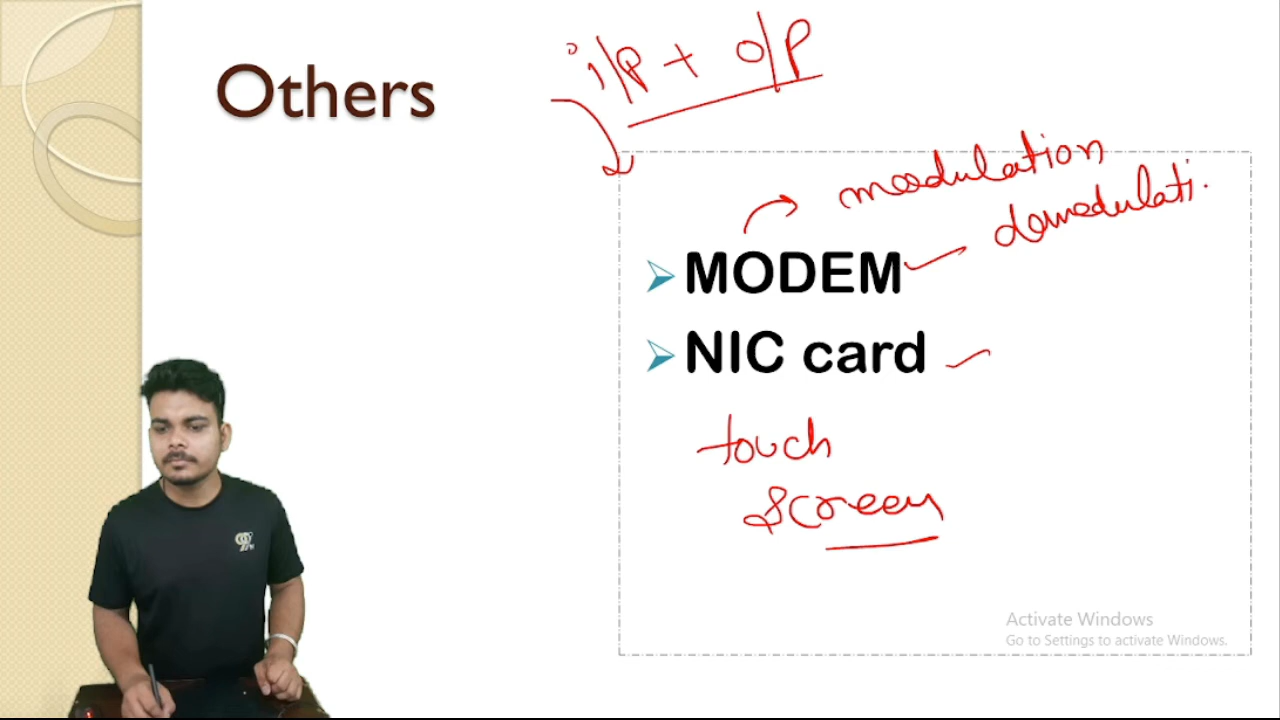 Others
i/p + o/p
modulation
demodulati.
MODEM
NIC card
touch
screen
Activate Windows
Go to Settings to activate Windows.